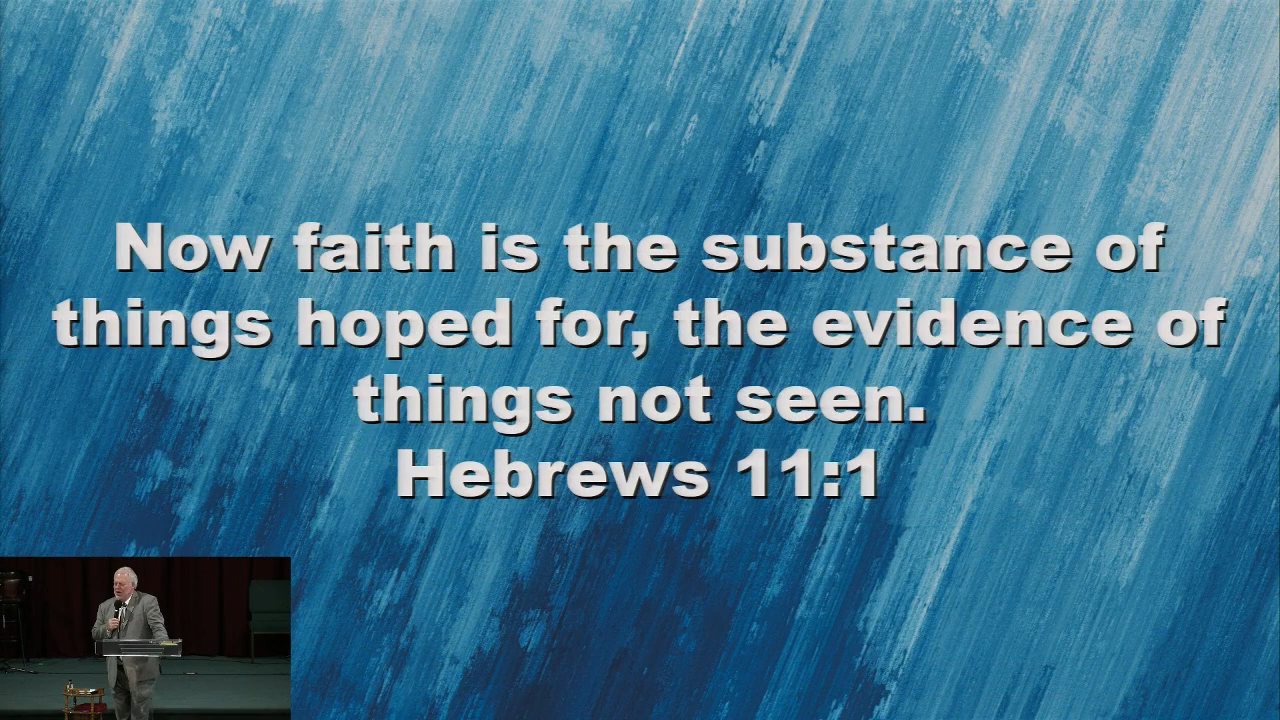 Now faith is the substance of
things hoped for, the evidence of
things not seen.
Hebrews 11:1